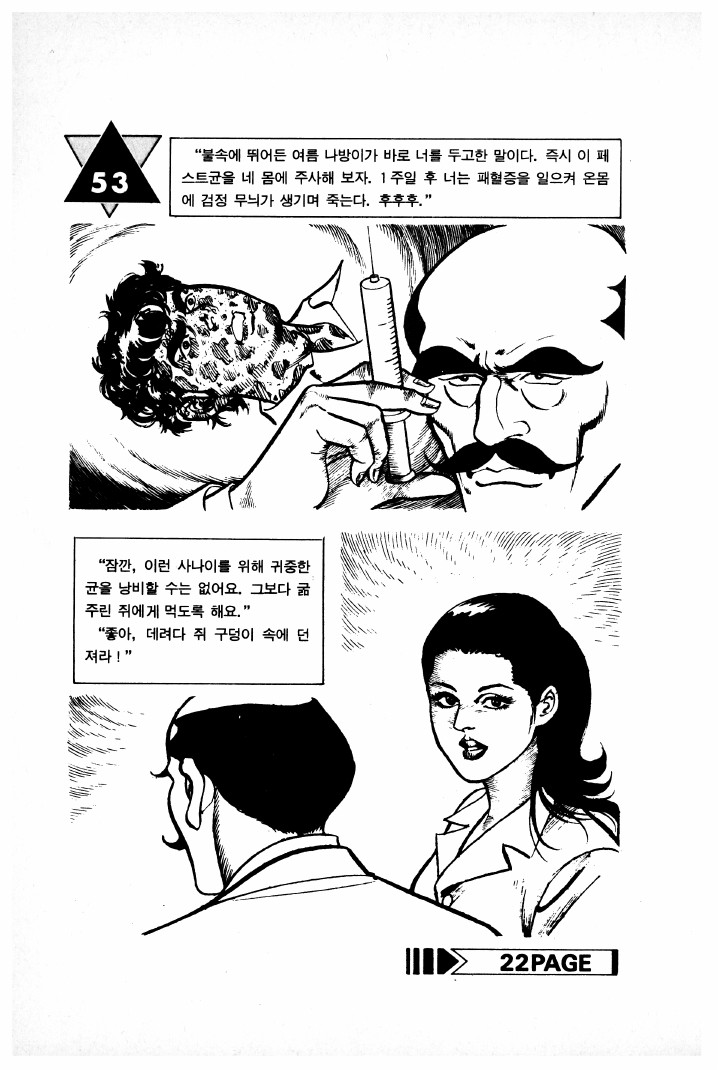 53
“불속에 뛰어든 여름 나방이가 바로 너를 두고한 말이다. 즉시 이 페
스트균을 네 몸에 주사해 보자. 1주일 후 너는 패혈증을 일으켜 온몸
에 검정 무늬가 생기며 죽는다. 후후후.”
“잠깐, 이런 사나이를 위해 귀중한
균을 낭비할 수는 없어요. 그보다 굶
주린 쥐에게 먹도록 해요.”
“좋아, 데려다 쥐 구덩이 속에 던
져라!”
22PAGE